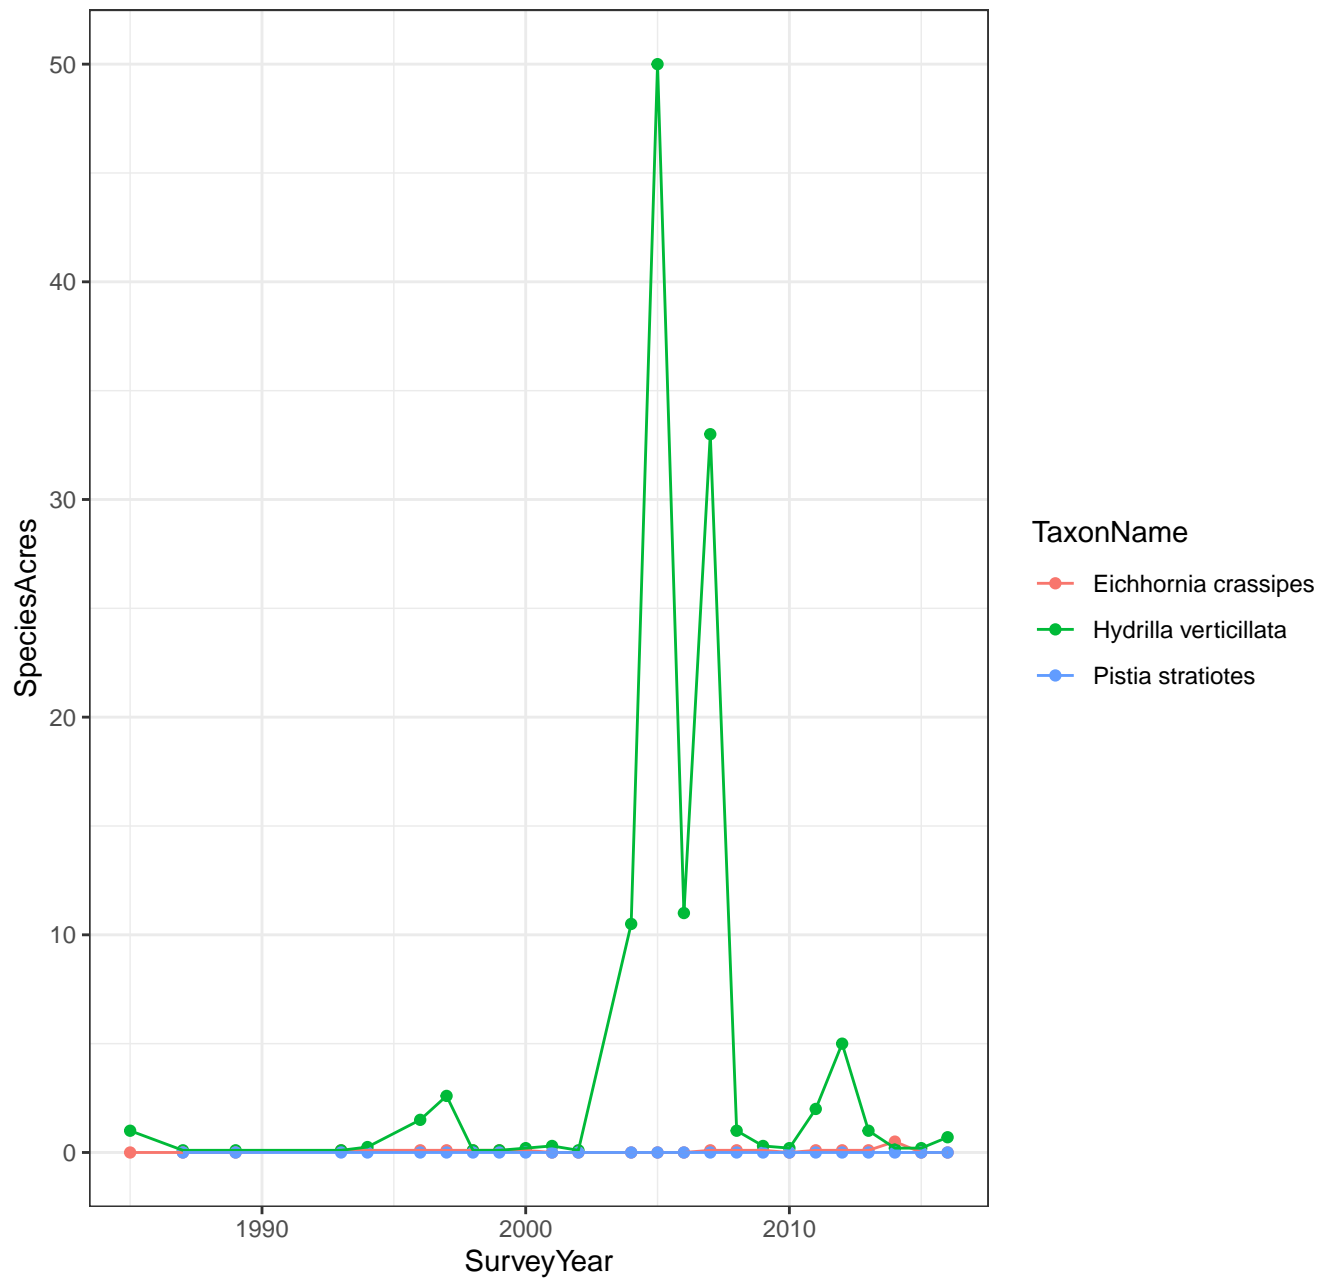 50
40
30
20
10
0
SpeciesAcres
1990
2000
2010
SurveyYear
TaxonName
Eichhornia crassipes
Hydrilla verticillata
Pistia stratiotes